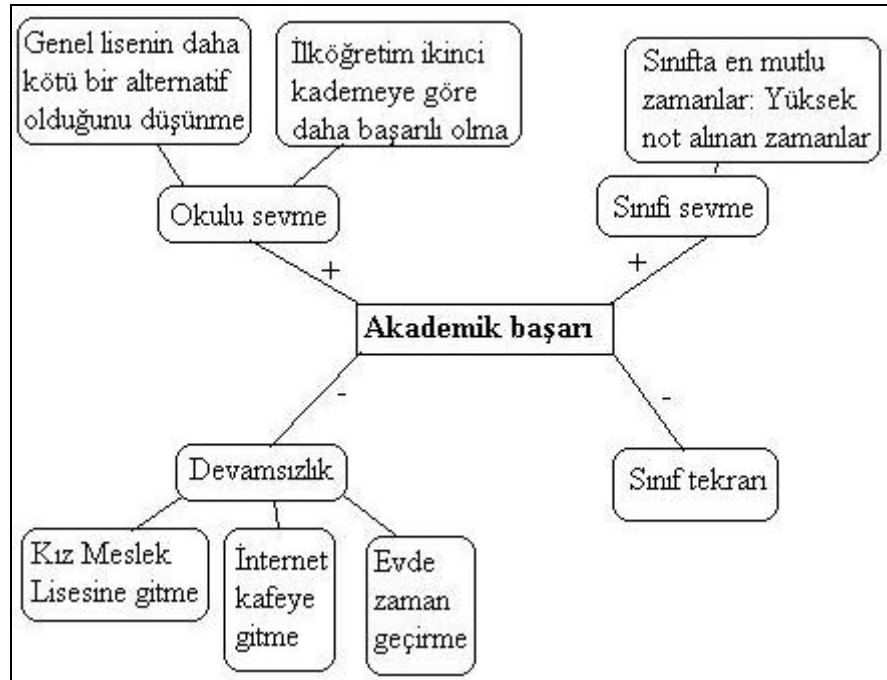 Genel lisenin daha
kötü bir alternatif
olduğunu düşünme
İlköğretim ikinci
kademeye göre
daha başarılı olma
Sınıfta en mutlu
zamanlar: Yüksek
not alınan zamanlar
Okulu sevme
Sınıfi sevme
+
+
Akademik başarı
-
-
Devamsızlık
Sınıf tekrarı
Kız Meslek
Lisesine gitme
İnternet
kafeye
gitme
Evde
zaman
geçirme